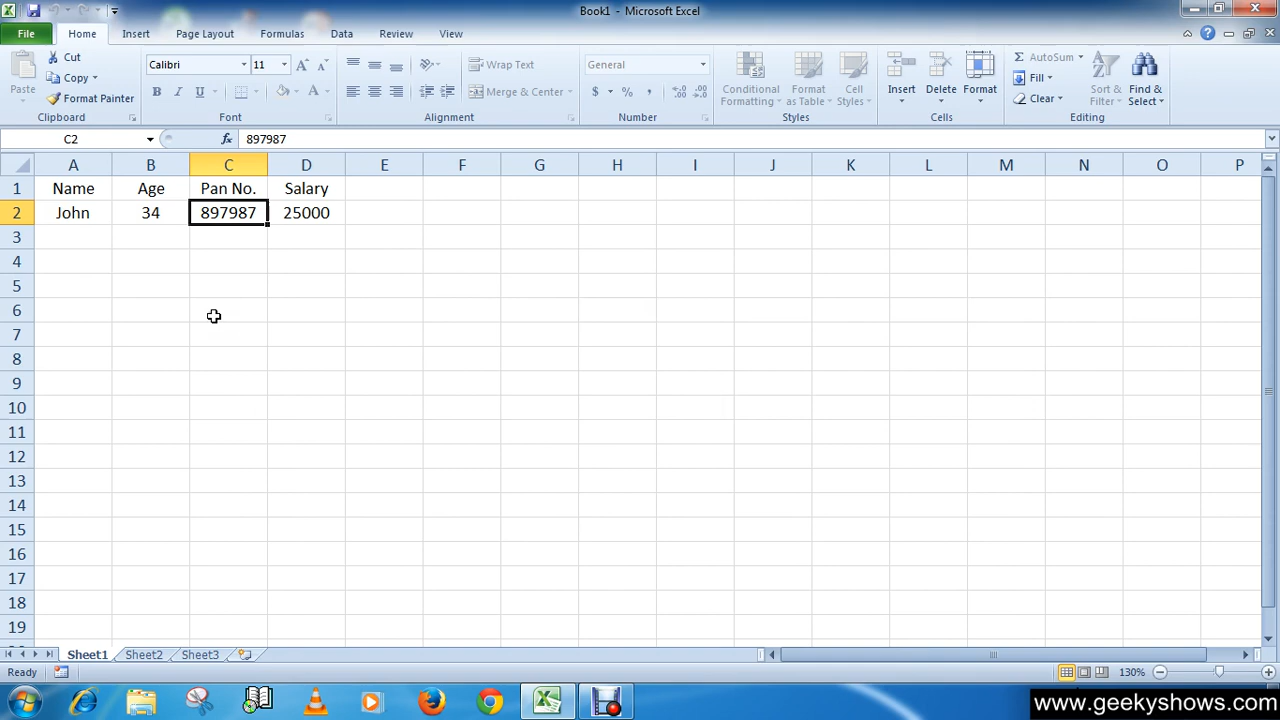 Book1 - Microsoft Excel
File Home Insert Page Layout Formulas Data Review View
Paste
Cut
Copy
Format Painter
Clipboard
Calibri 11
B I U
Font
Wrap Text
Merge & Center
Alignment
General
$ % ,
Number
Conditional Formatting
Format as Table
Cell Styles
Styles
Insert Delete Format
Cells
AutoSum
Fill
Clear
Sort & Filter
Find & Select
Editing
C2 fx 897987
A B C D E F G H I J K L M N O P
1 Name Age Pan No. Salary
2 John 34 897987 25000
3
4
5
6
7
8
9
10
11
12
13
14
15
16
17
18
19
Sheet1 Sheet2 Sheet3
Ready 130%
www.geekyshows.com